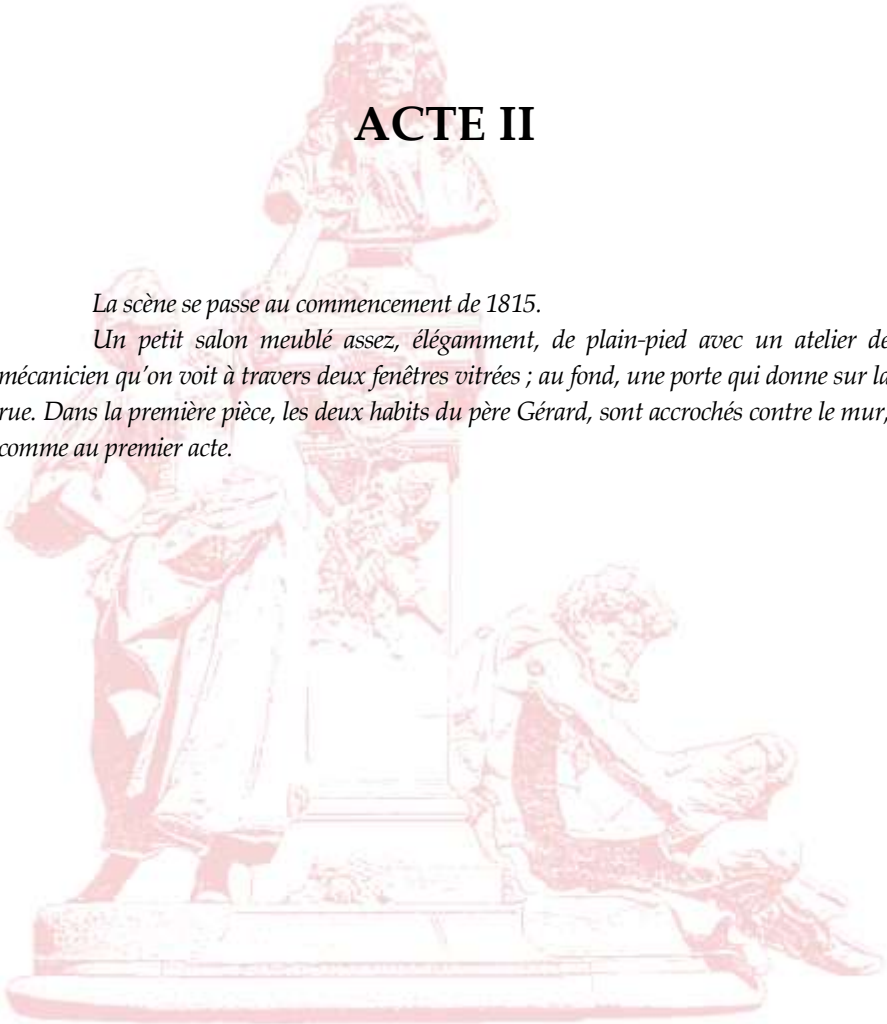 ACTE II
La scène se passe au commencement de 1815.
Un petit salon meublé assez, élégamment, de plain-pied avec un atelier de
mécanicien qu'on voit à travers deux fenêtres vitrées ; au fond, une porte qui donne sur la
rue. Dans la première pièce, les deux habits du père Gérard, sont accrochés contre le mur,
comme au premier acte.